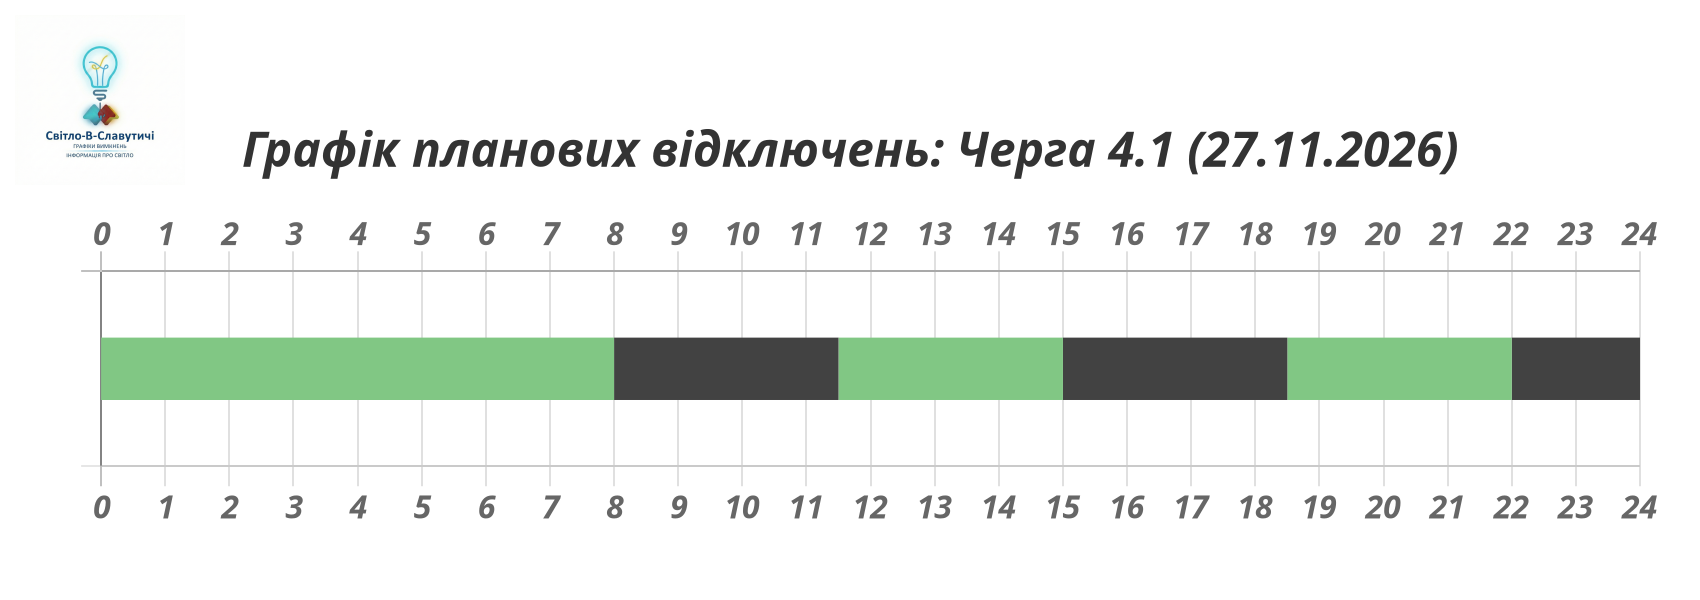 Світло-В-Славутичі
ГРАФІКИ ВИМКНЕНЬ
ІНФОРМАЦІЯ ПРО СВІТЛО
Графік планових відключень: Черга 4.1 (27.11.2026)
0 1 2 3 4 5 6 7 8 9 10 11 12 13 14 15 16 17 18 19 20 21 22 23 24
0 1 2 3 4 5 6 7 8 9 10 11 12 13 14 15 16 17 18 19 20 21 22 23 24